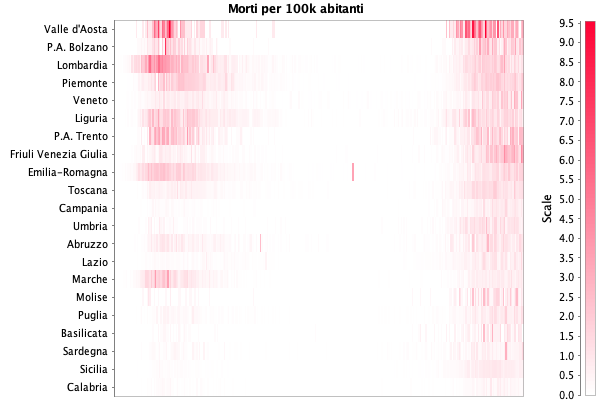 Morti per 100k abitanti
Valle d'Aosta
P.A. Bolzano
Lombardia
Piemonte
Veneto
Liguria
P.A. Trento
Friuli Venezia Giulia
Emilia-Romagna
Toscana
Campania
Umbria
Abruzzo
Lazio
Marche
Molise
Puglia
Basilicata
Sardegna
Sicilia
Calabria
Scale
9.5
9.0
8.5
8.0
7.5
7.0
6.5
6.0
5.5
5.0
4.5
4.0
3.5
3.0
2.5
2.0
1.5
1.0
0.5
0.0